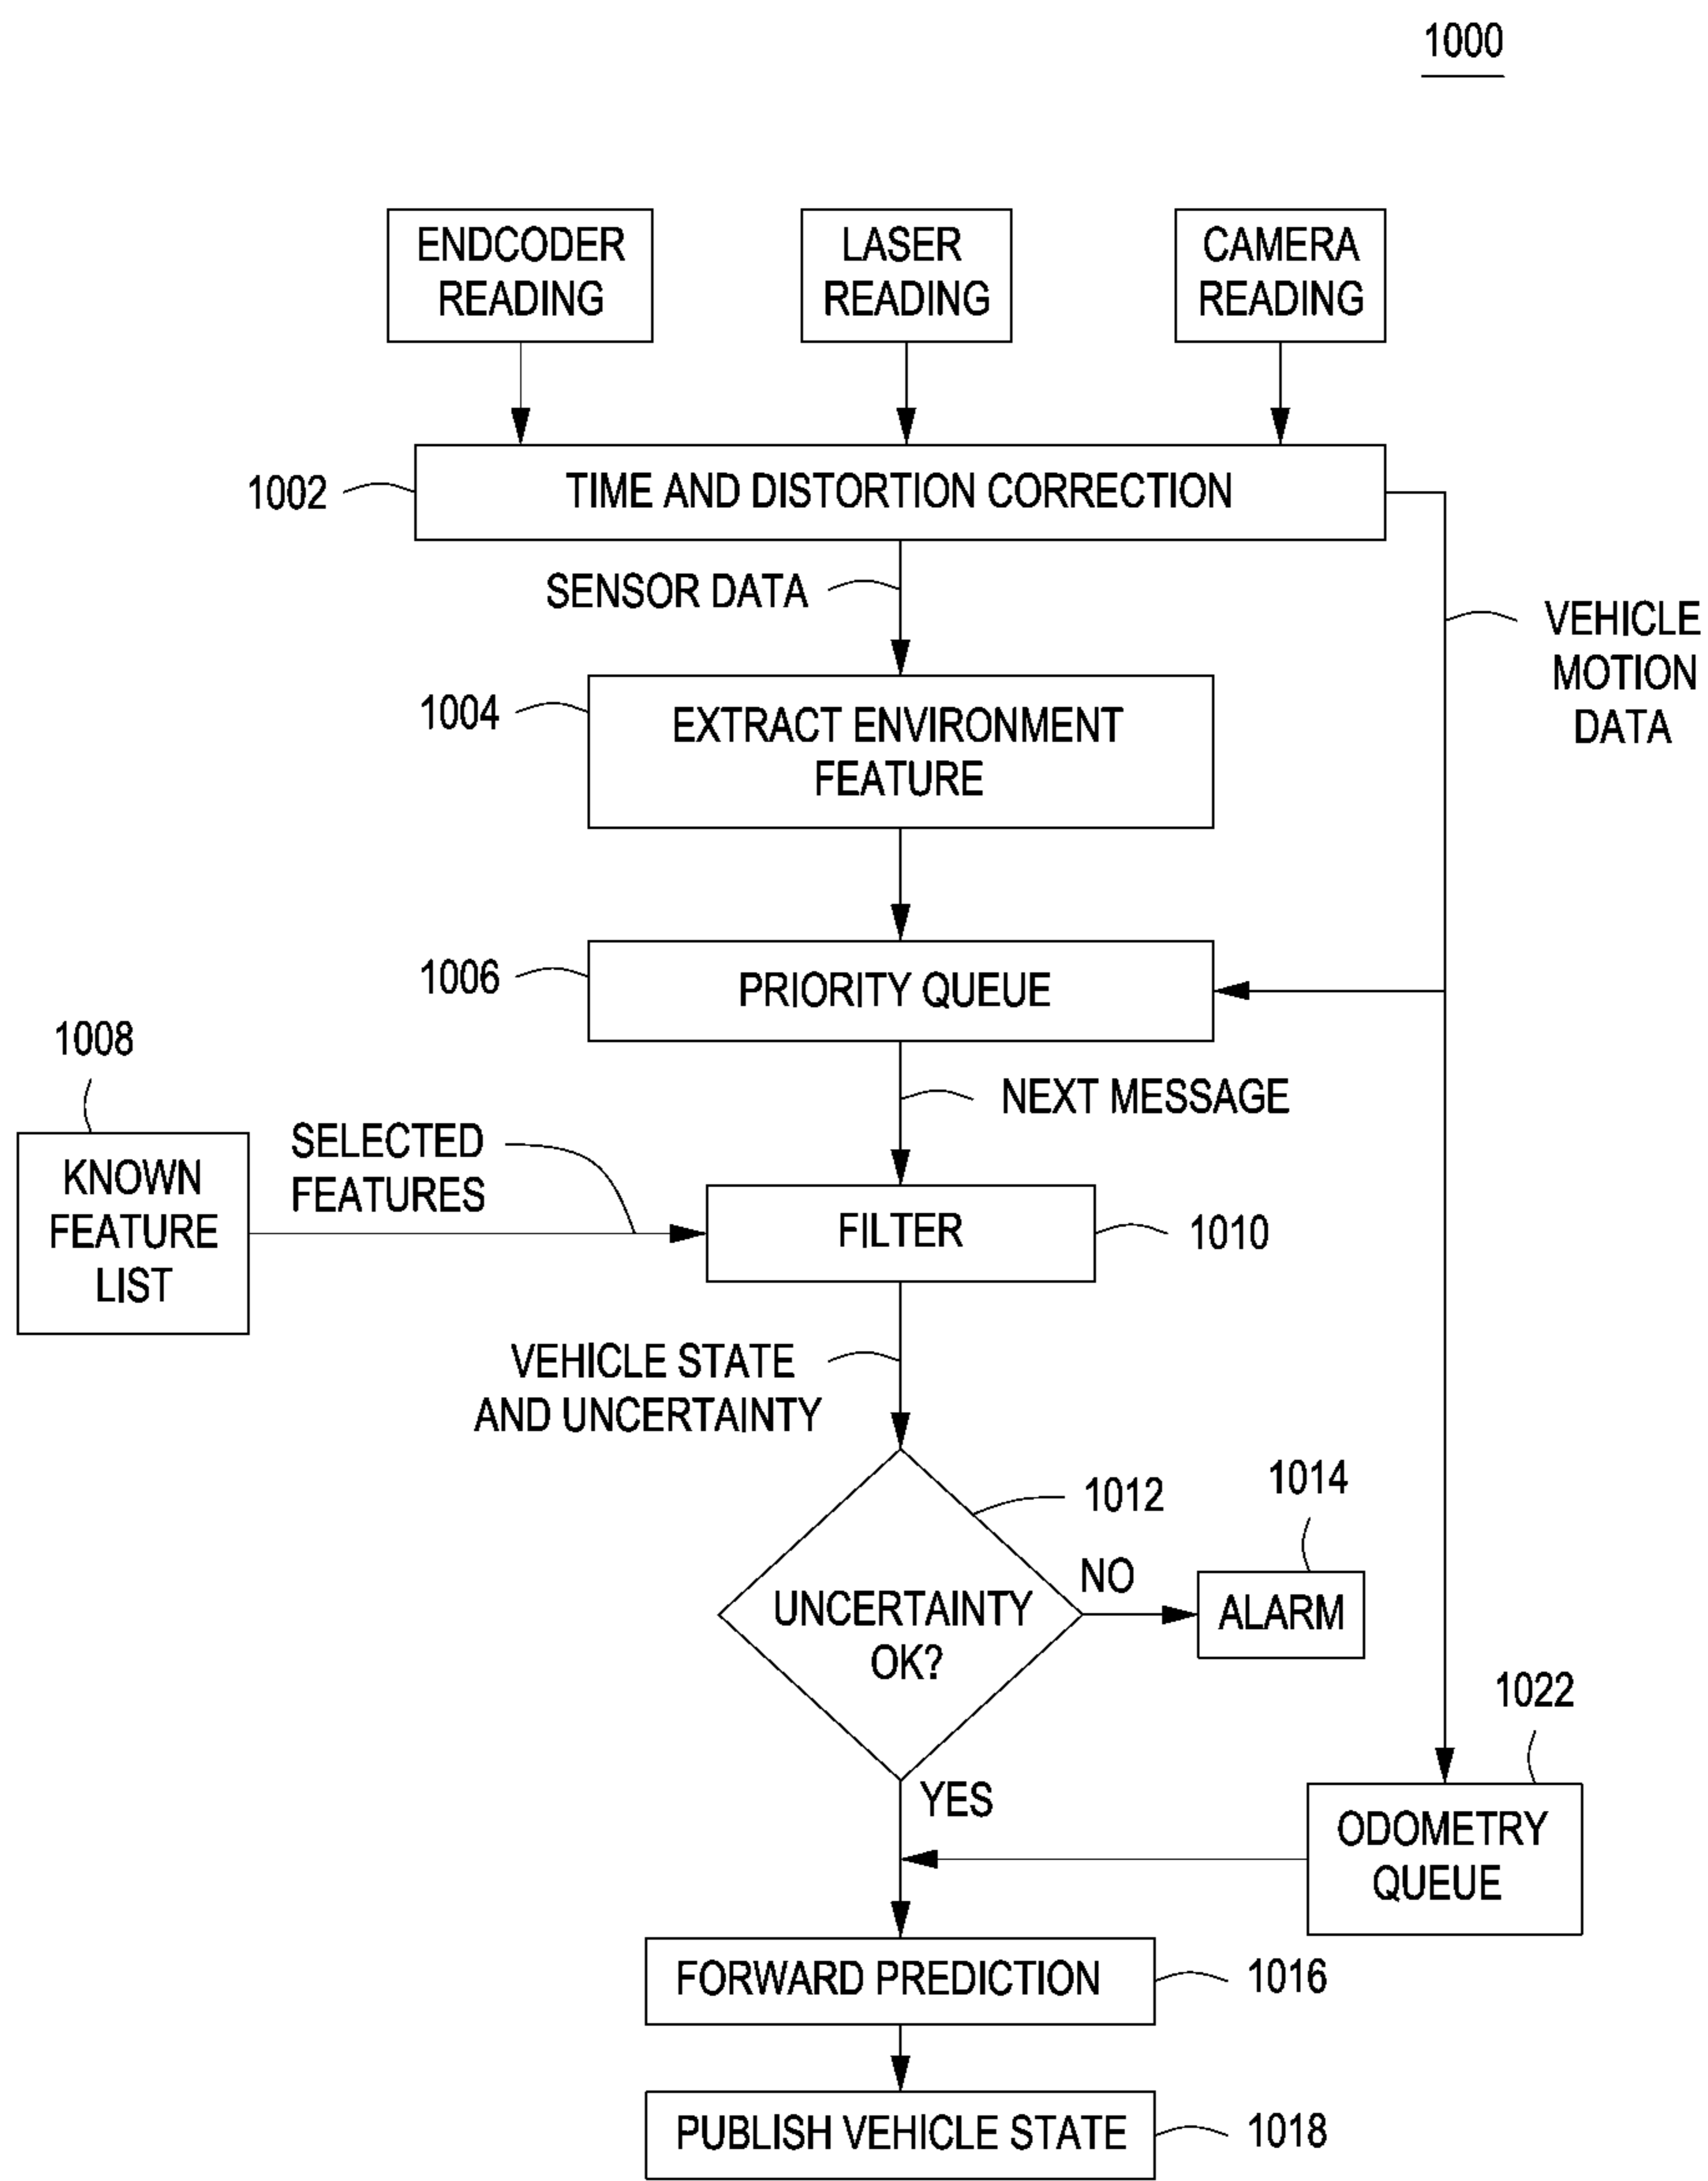 1000
ENDCODER
READING
LASER
READING
CAMERA
READING
1002
TIME AND DISTORTION CORRECTION
SENSOR DATA
VEHICLE
MOTION
DATA
1004
EXTRACT ENVIRONMENT
FEATURE
1006
PRIORITY QUEUE
1008
NEXT MESSAGE
KNOWN
FEATURE
LIST
SELECTED
FEATURES
FILTER
1010
VEHICLE STATE
AND UNCERTAINTY
1012
1014
UNCERTAINTY
OK?
NO
ALARM
1022
YES
ODOMETRY
QUEUE
FORWARD PREDICTION
1016
PUBLISH VEHICLE STATE
1018